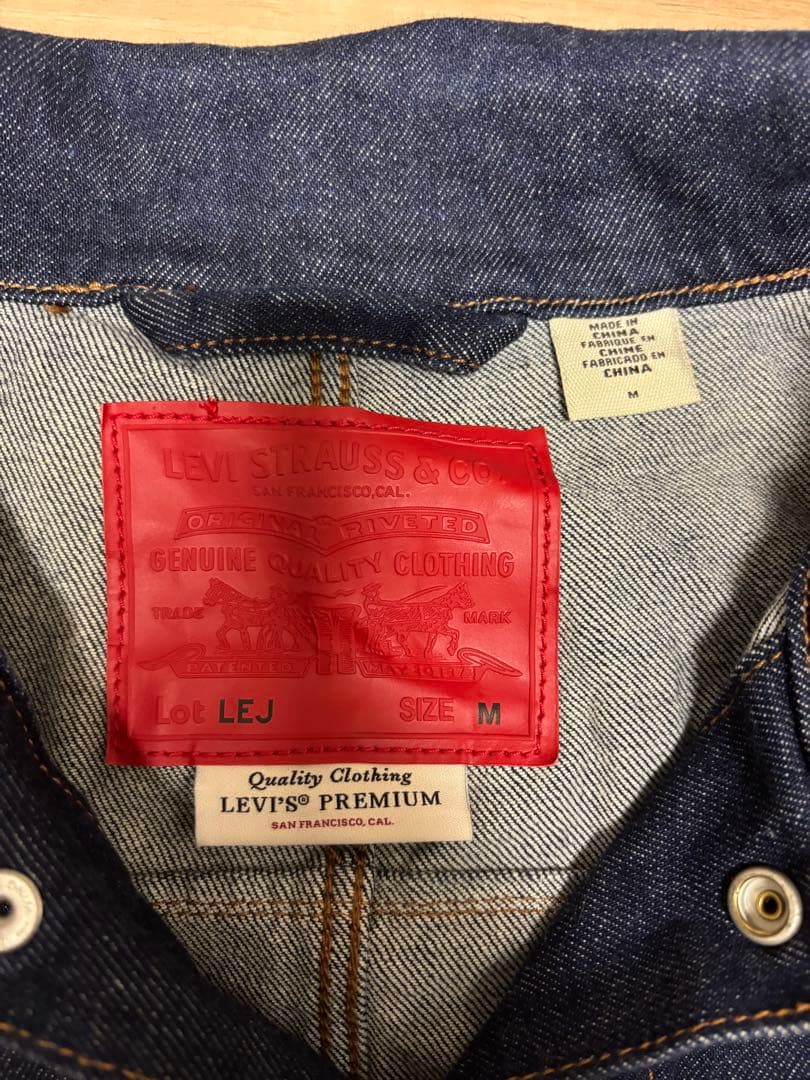 MADE IN
CHINA
FABRIQUE EN
CHINE
FABRICADO EN
CHINA
M
LEVI STRAUSS & CO.
SAN FRANCISCO, CAL.
ORIGINAL RIVETED
GENUINE QUALITY CLOTHING
TRADE MARK
PATENTED MAY 20 1873
Lot LEJ SIZE M
Quality Clothing
LEVI'S® PREMIUM
SAN FRANCISCO, CAL.